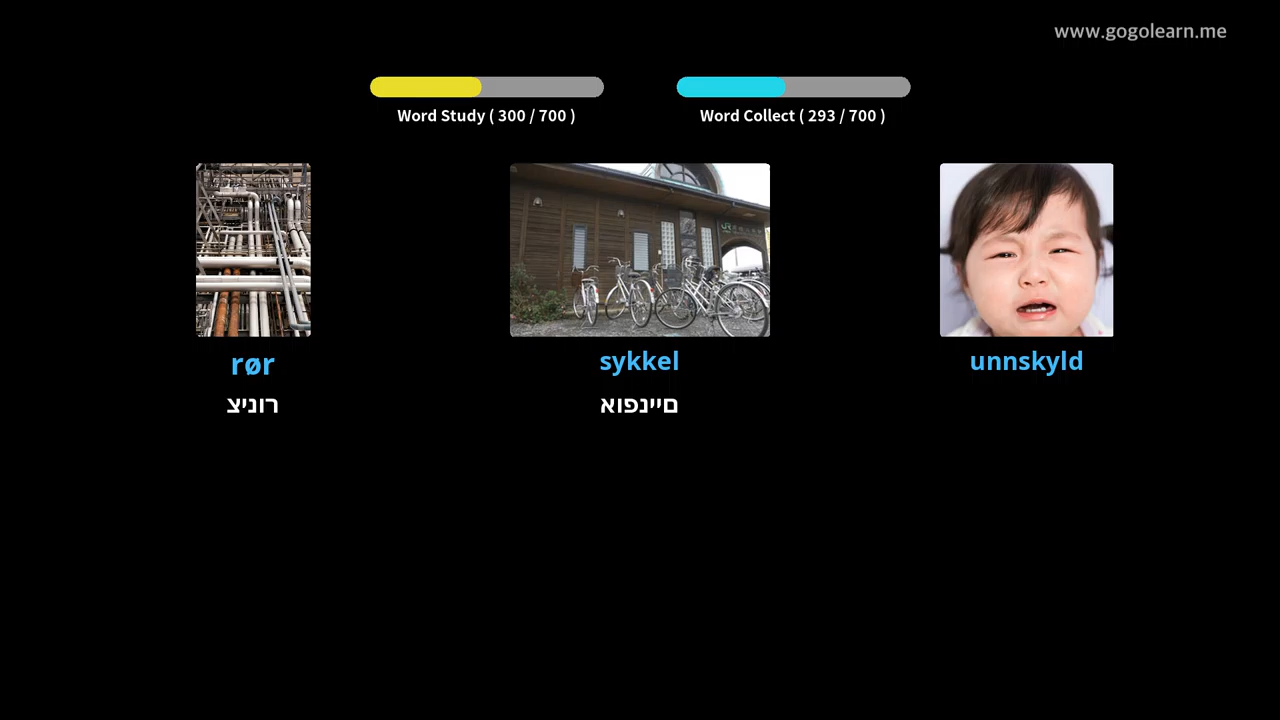 www.gogolearn.me
Word Study ( 300 / 700 )
Word Collect ( 293 / 700 )
rør
sykkel
unnskyld
רוניצ
םיינפוא